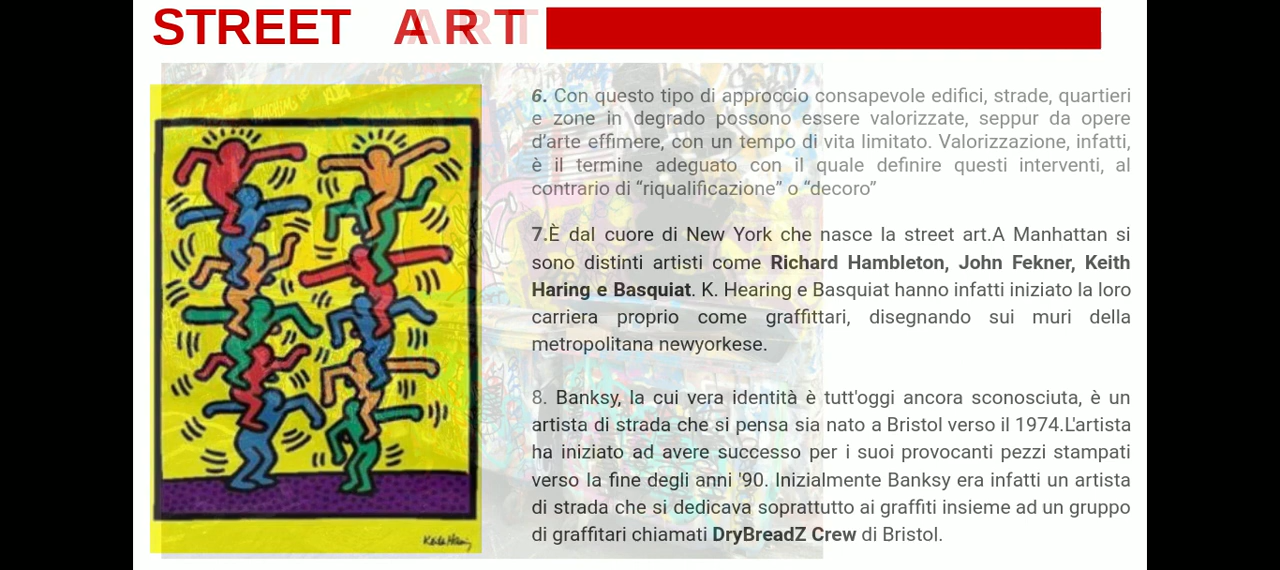 STREET ART
6. Con questo tipo di approccio consapevole edifici, strade, quartieri
e zone in degrado possono essere valorizzate, seppur da opere
d'arte effimere, con un tempo di vita limitato. Valorizzazione, infatti,
è il termine adeguato con il quale definire questi interventi, al
contrario di “riqualificazione” o “decoro”
7.È dal cuore di New York che nasce la street art.A Manhattan si
sono distinti artisti come Richard Hambleton, John Fekner, Keith
Haring e Basquiat. K. Hearing e Basquiat hanno infatti iniziato la loro
carriera proprio come graffittari, disegnando sui muri della
metropolitana newyorkese.
8. Banksy, la cui vera identità è tutt'oggi ancora sconosciuta, è un
artista di strada che si pensa sia nato a Bristol verso il 1974.L'artista
ha iniziato ad avere successo per i suoi provocanti pezzi stampati
verso la fine degli anni '90. Inizialmente Banksy era infatti un artista
di strada che si dedicava soprattutto ai graffiti insieme ad un gruppo
di graffitari chiamati DryBreadZ Crew di Bristol.
Keith Haring